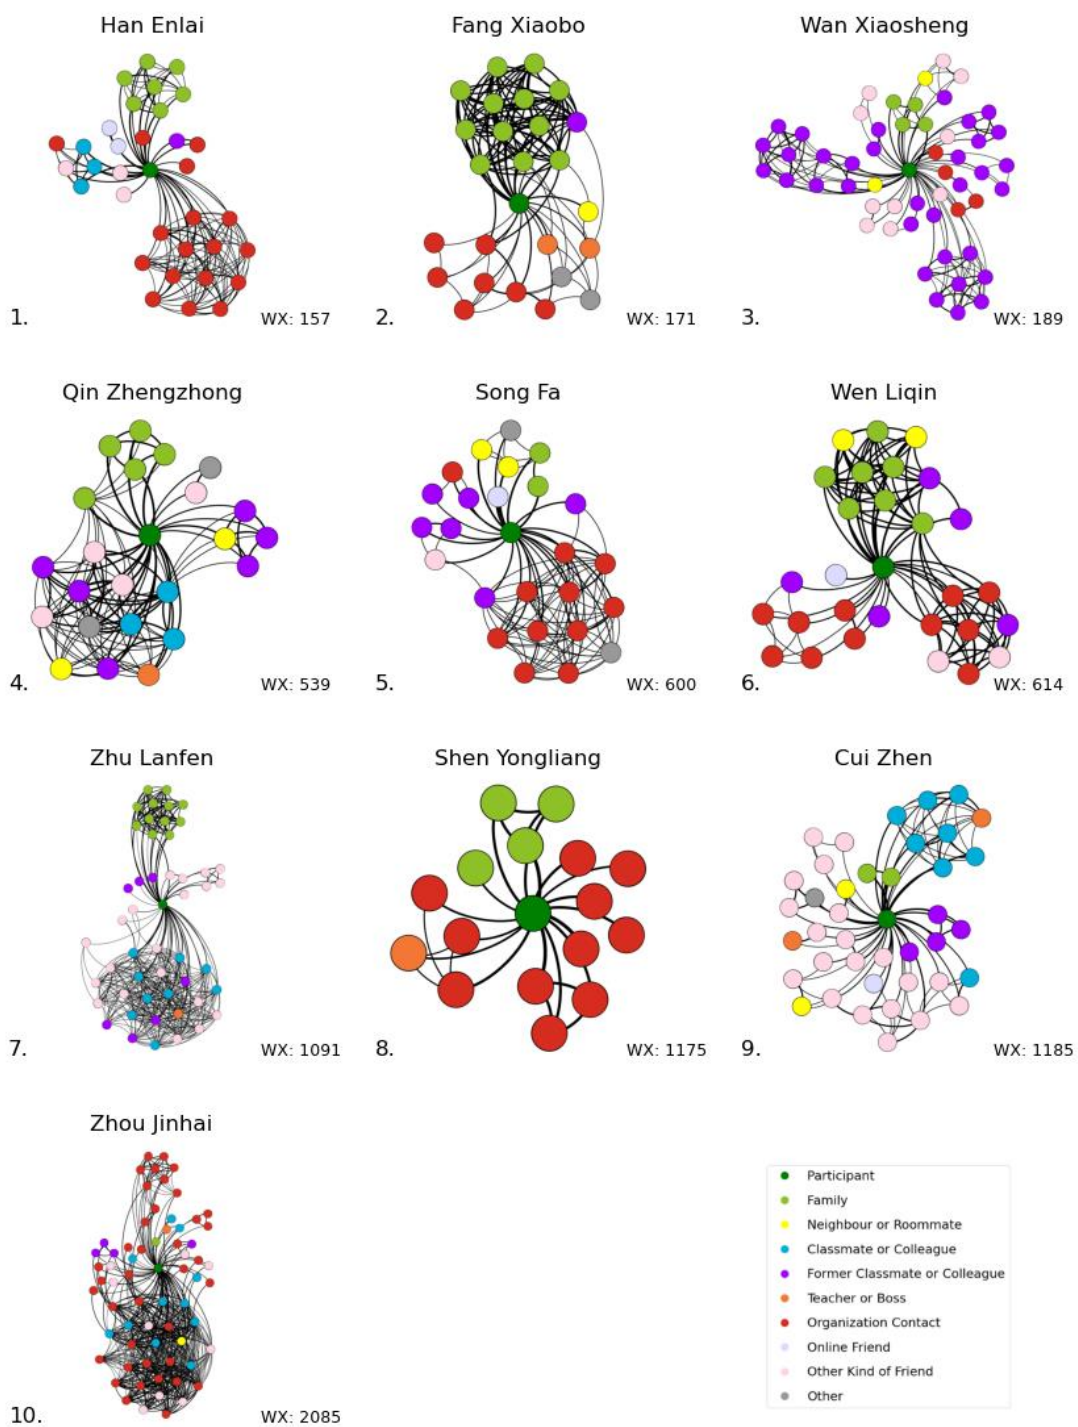 Han Enlai
Fang Xiaobo
Wan Xiaosheng
1.
WX: 157
2.
WX: 171
3.
WX: 189
Qin Zhengzhong
Song Fa
Wen Liqin
4.
WX: 539
5.
WX: 600
6.
WX: 614
Zhu Lanfen
Shen Yongliang
Cui Zhen
7.
WX: 1091
8.
WX: 1175
9.
WX: 1185
Zhou Jinhai
10.
WX: 2085
Participant
Family
Neighbour or Roommate
Classmate or Colleague
Former Classmate or Colleague
Teacher or Boss
Organization Contact
Online Friend
Other Kind of Friend
Other